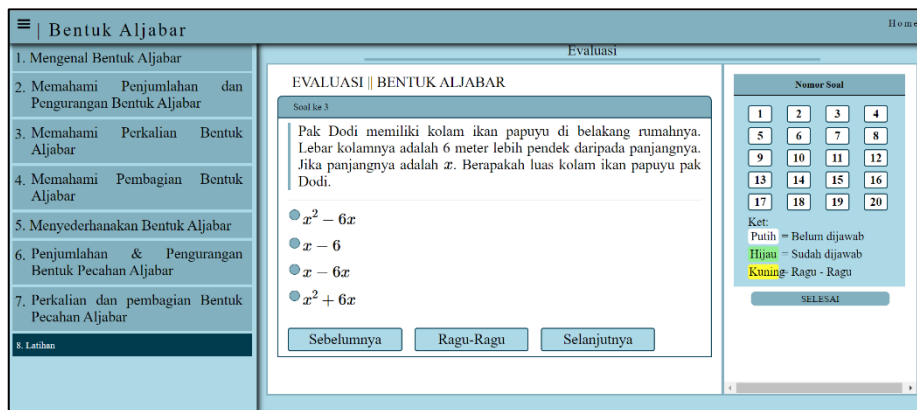 ≡ | Bentuk Aljabar
Home
1. Mengenal Bentuk Aljabar
2. Memahami Penjumlahan dan
Pengurangan Bentuk Aljabar
3. Memahami Perkalian Bentuk
Aljabar
4. Memahami Pembagian Bentuk
Aljabar
5. Menyederhanakan Bentuk Aljabar
6. Penjumlahan & Pengurangan
Bentuk Pecahan Aljabar
7. Perkalian dan pembagian Bentuk
Pecahan Aljabar
8. Latihan
Evaluasi
EVALUASI || BENTUK ALJABAR
Soal ke 3
Pak Dodi memiliki kolam ikan papuyu di belakang rumahnya.
Lebar kolamnya adalah 6 meter lebih pendek daripada panjangnya.
Jika panjangnya adalah x. Berapakah luas kolam ikan papuyu pak
Dodi.
x² − 6x
x − 6
x − 6x
x² + 6x
Sebelumnya Ragu-Ragu Selanjutnya
Nomor Soal
1 2 3 4
5 6 7 8
9 10 11 12
13 14 15 16
17 18 19 20
Ket:
Putih = Belum dijawab
Hijau = Sudah dijawab
Kuning= Ragu - Ragu
SELESAI